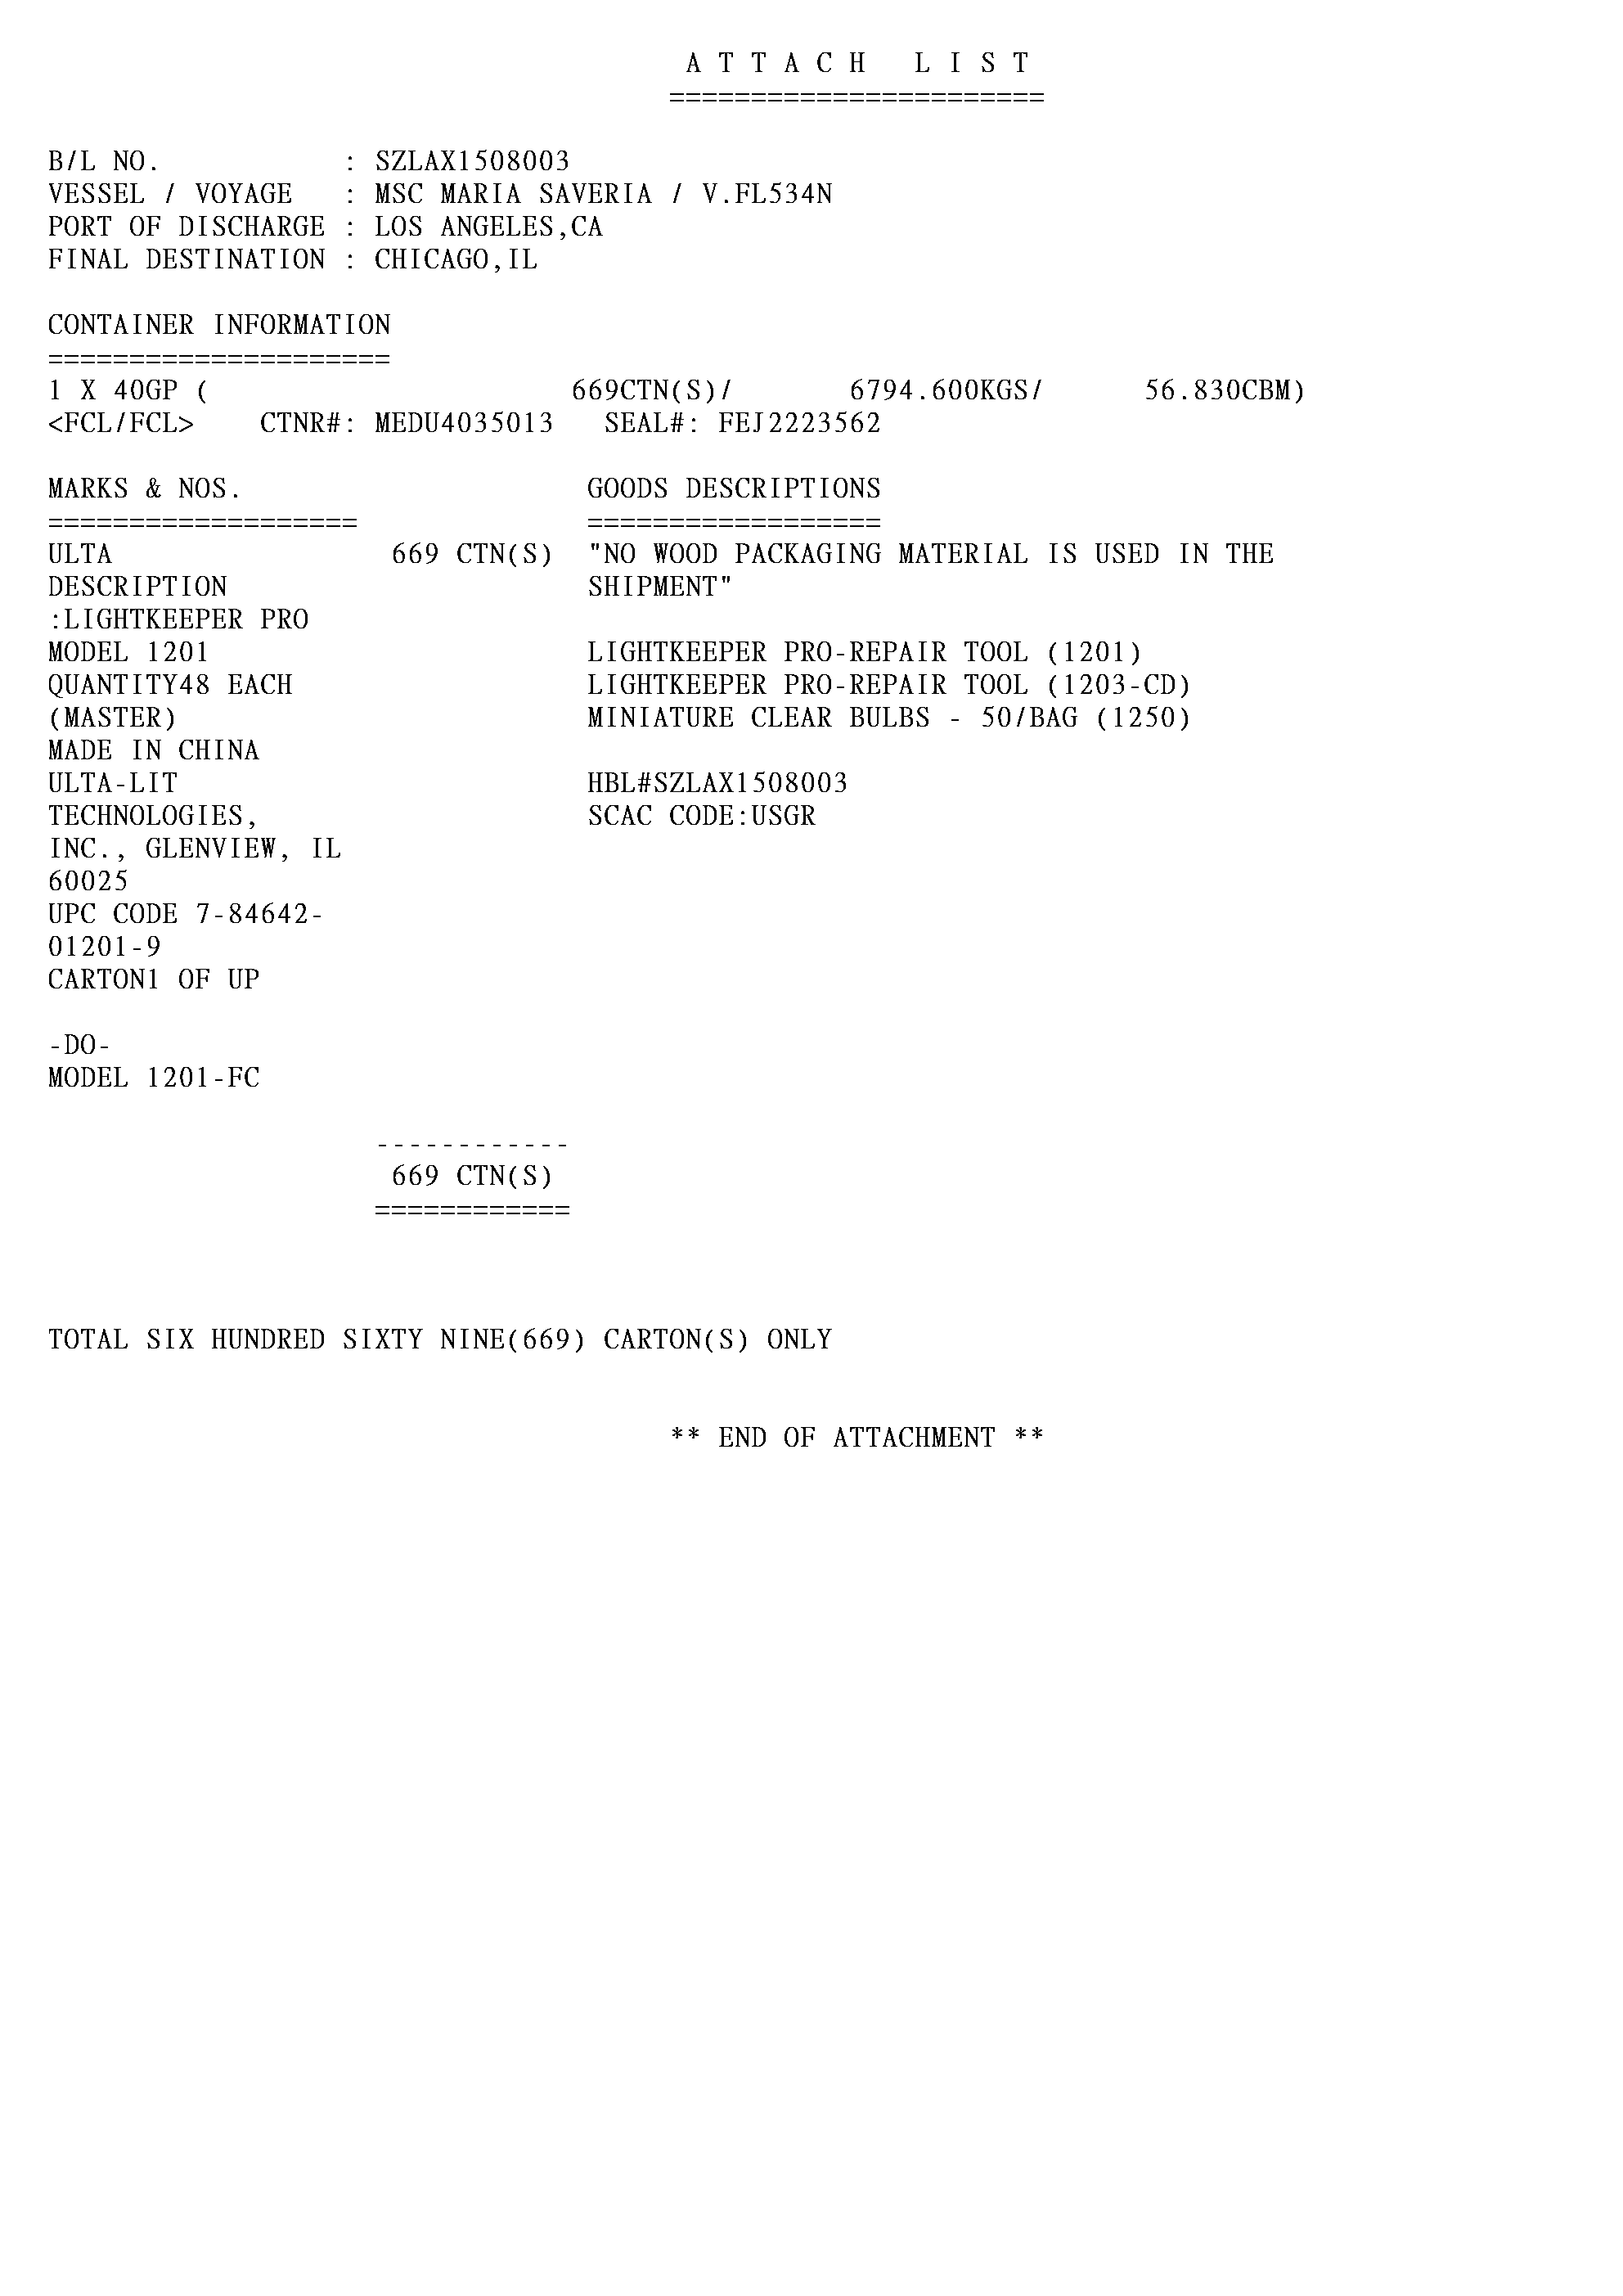 A T T A C H   L I S T
=======================
B/L NO. : SZLAX1508003
VESSEL / VOYAGE : MSC MARIA SAVERIA / V.FL534N
PORT OF DISCHARGE : LOS ANGELES,CA
FINAL DESTINATION : CHICAGO,IL
CONTAINER INFORMATION
=====================
1 X 40GP ( 669CTN(S)/ 6794.600KGS/ 56.830CBM)
<FCL/FCL> CTNR#: MEDU4035013 SEAL#: FEJ2223562
MARKS & NOS. GOODS DESCRIPTIONS
=================== ==================
ULTA 669 CTN(S) "NO WOOD PACKAGING MATERIAL IS USED IN THE
DESCRIPTION SHIPMENT"
:LIGHTKEEPER PRO
MODEL 1201 LIGHTKEEPER PRO-REPAIR TOOL (1201)
QUANTITY48 EACH LIGHTKEEPER PRO-REPAIR TOOL (1203-CD)
(MASTER) MINIATURE CLEAR BULBS - 50/BAG (1250)
MADE IN CHINA
ULTA-LIT HBL#SZLAX1508003
TECHNOLOGIES, SCAC CODE:USGR
INC., GLENVIEW, IL
60025
UPC CODE 7-84642-
01201-9
CARTON1 OF UP
-DO-
MODEL 1201-FC
------------
669 CTN(S)
============
TOTAL SIX HUNDRED SIXTY NINE(669) CARTON(S) ONLY
** END OF ATTACHMENT **